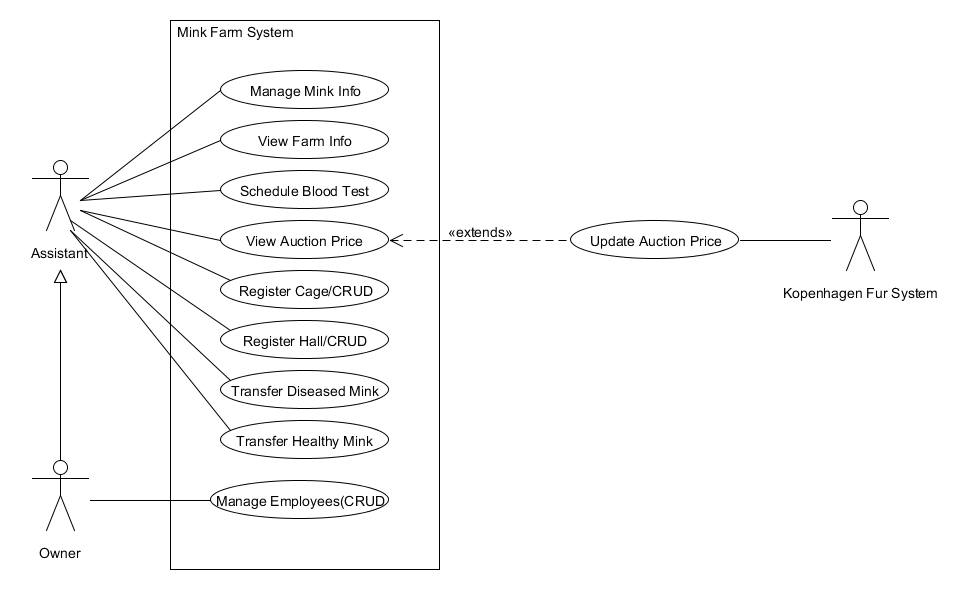 Mink Farm System
Manage Mink Info
View Farm Info
Schedule Blood Test
Assistant
View Auction Price
«extends»
Update Auction Price
Kopenhagen Fur System
Register Cage/CRUD
Register Hall/CRUD
Transfer Diseased Mink
Transfer Healthy Mink
Manage Employees(CRUD
Owner